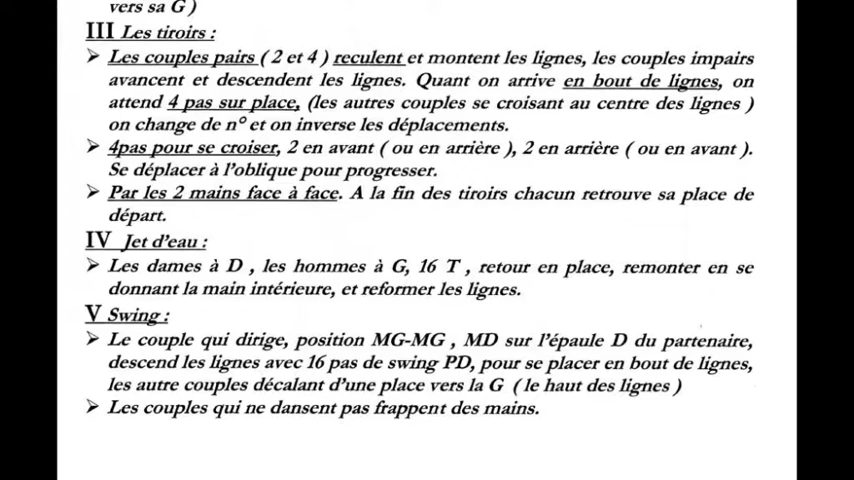 vers sa G )
III Les tiroirs :
➢ Les couples pairs ( 2 et 4 ) reculent et montent les lignes, les couples impairs
avancent et descendent les lignes. Quant on arrive en bout de lignes, on
attend 4 pas sur place, (les autres couples se croisant au centre des lignes )
on change de n° et on inverse les déplacements.
➢ 4pas pour se croiser, 2 en avant ( ou en arrière ), 2 en arrière ( ou en avant ).
Se déplacer à l'oblique pour progresser.
➢ Par les 2 mains face à face. A la fin des tiroirs chacun retrouve sa place de
départ.
IV Jet d'eau :
➢ Les dames à D , les hommes à G, 16 T , retour en place, remonter en se
donnant la main intérieure, et reformer les lignes.
V Swing :
➢ Le couple qui dirige, position MG-MG , MD sur l'épaule D du partenaire,
descend les lignes avec 16 pas de swing PD, pour se placer en bout de lignes,
les autre couples décalant d'une place vers la G ( le haut des lignes )
➢ Les couples qui ne dansent pas frappent des mains.